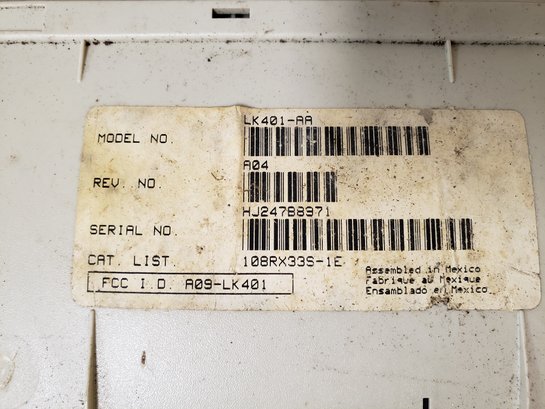 LK401-AA
MODEL NO.
A04
REV. NO.
HJ247B8971
SERIAL NO.
CAT. LIST. 108RX33S-1E
FCC I.D. A09-LK401
Assembled in Mexico
Fabrique au Mexique
Ensamblado en Mexico